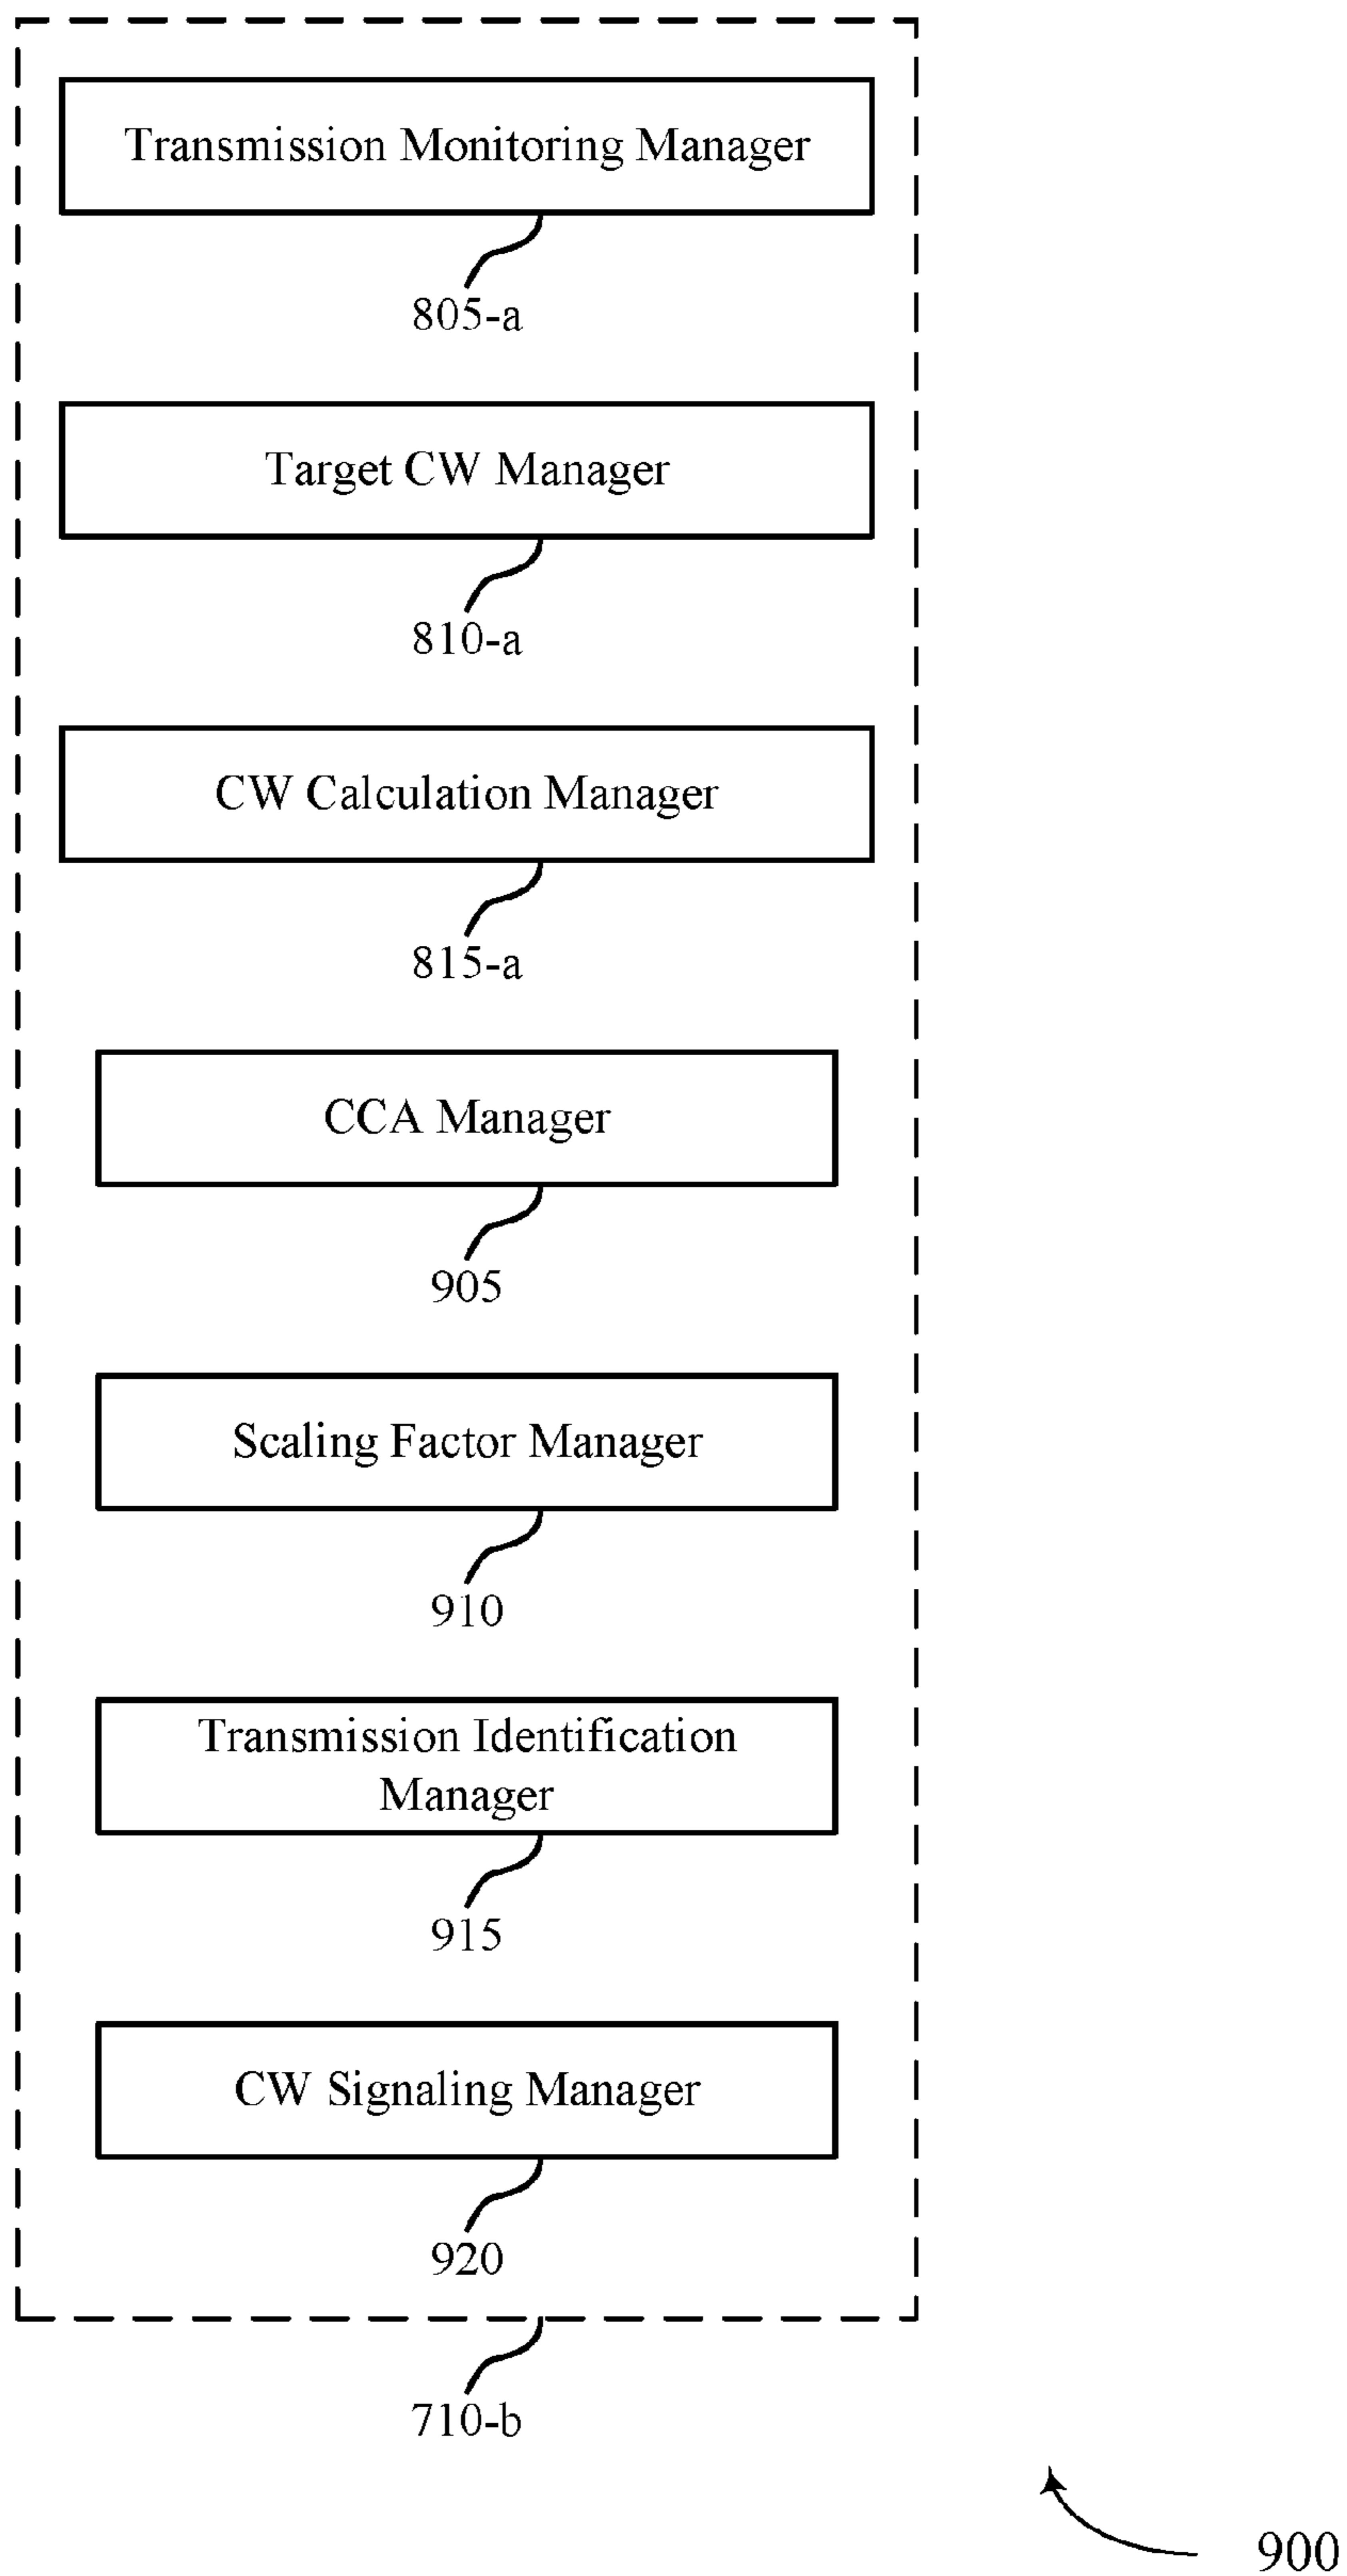 Transmission Monitoring Manager
805-a
Target CW Manager
810-a
CW Calculation Manager
815-a
CCA Manager
905
Scaling Factor Manager
910
Transmission Identification
Manager
915
CW Signaling Manager
920
710-b
900